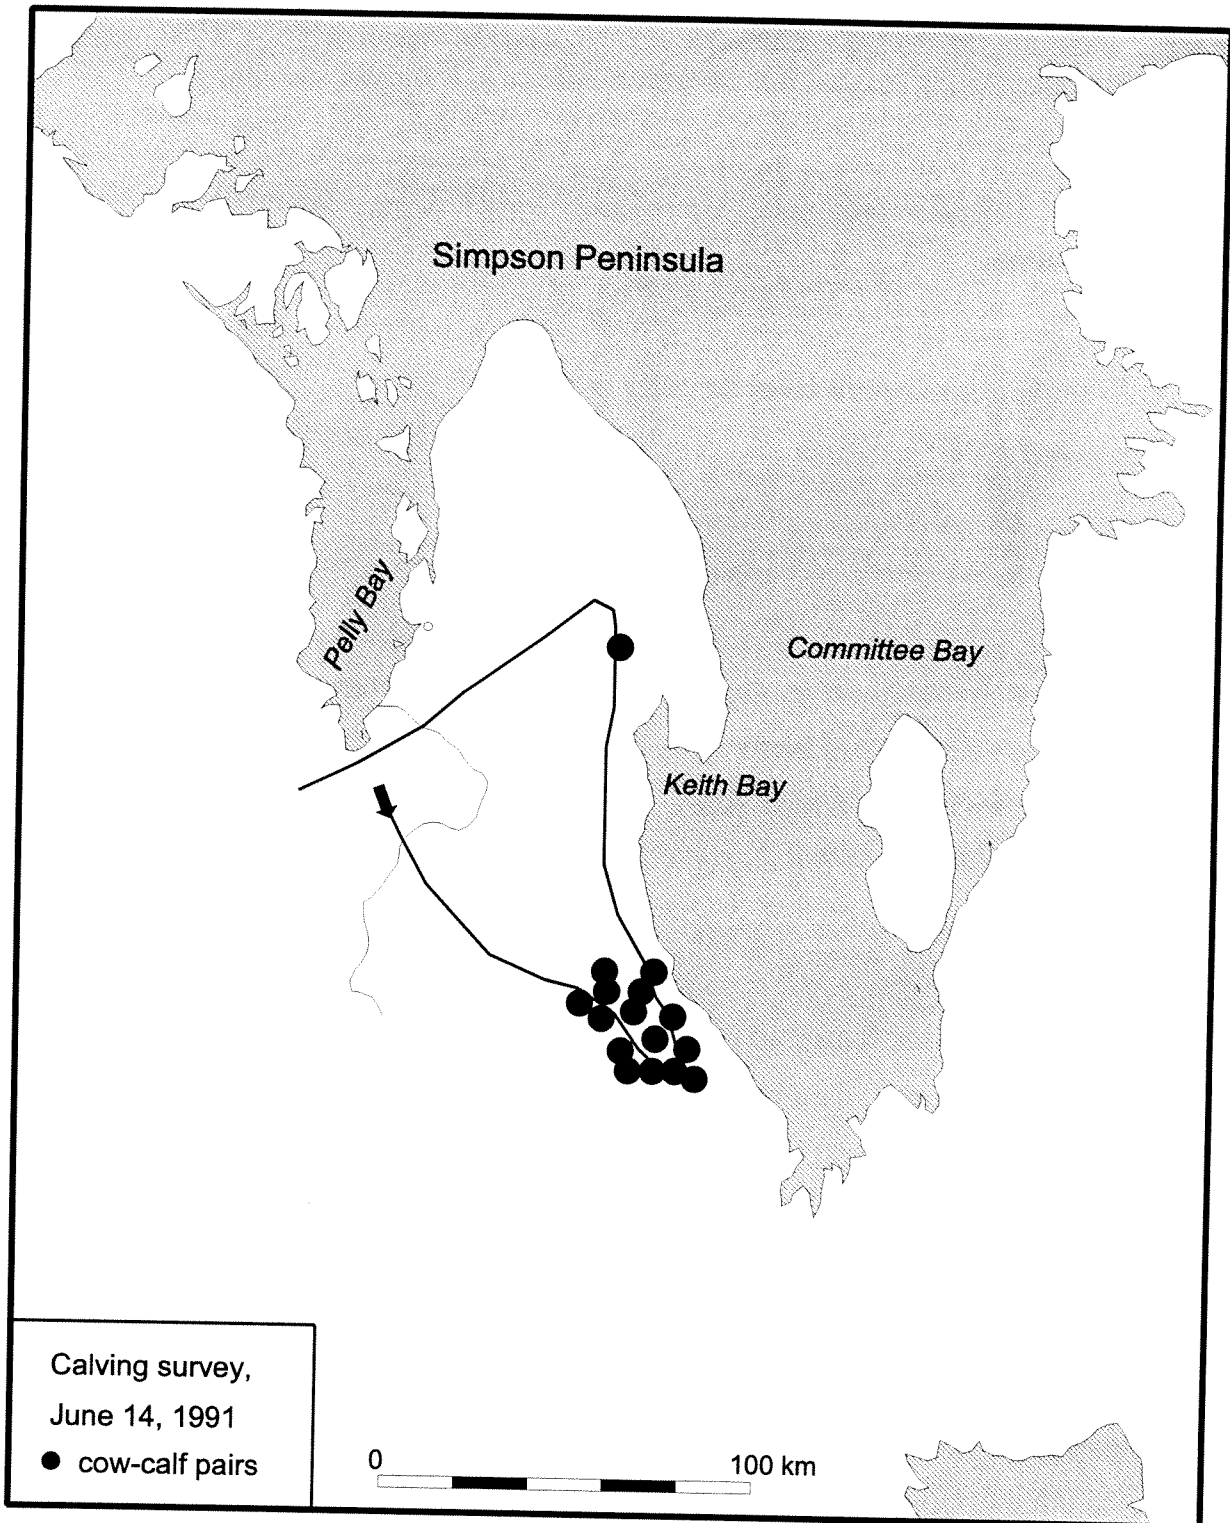 Simpson Peninsula
Pelly Bay
Committee Bay
Keith Bay
Calving survey,
June 14, 1991
cow-calf pairs
0
100 km